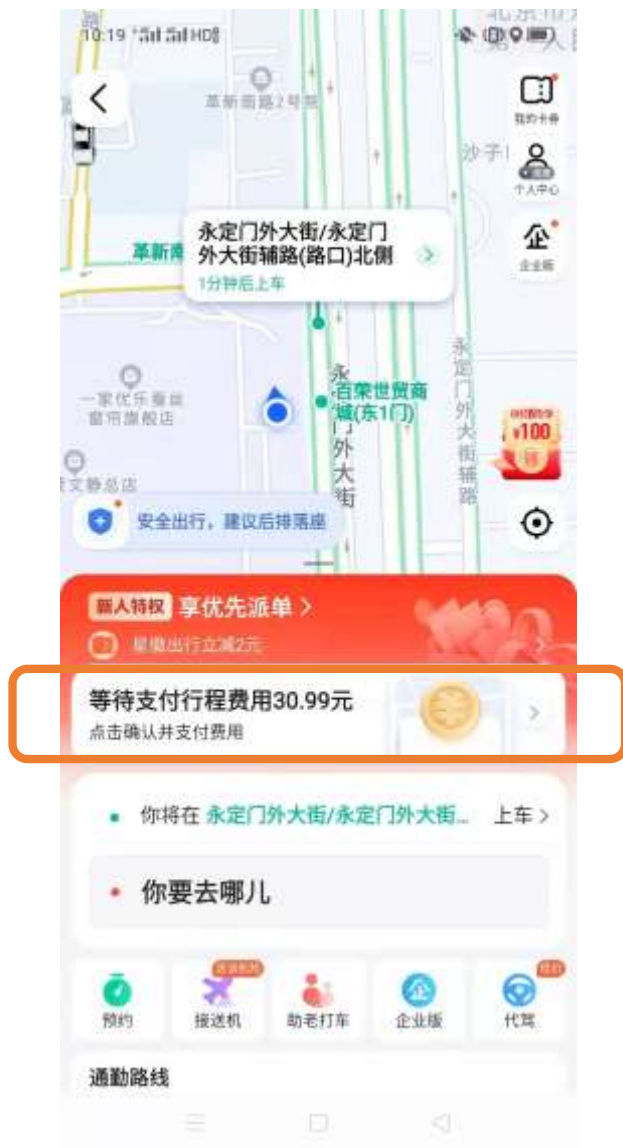 10:19
HD
革新南路2号院
我的卡券
沙子
个人中心
企业版
永定门外大街/永定门
外大街辅路(路口)北侧
1分钟后上车
革新南
百荣世贸商
城(东1门)
永定门外大街
永定门外大街辅路
一家优乐蚕丝
窗帘旗舰店
¥100
安全出行，建议后排落座
新人特权 享优先派单 >
星徽出行立减2元
等待支付行程费用30.99元
点击确认并支付费用
你将在 永定门外大街/永定门外大街... 上车 >
你要去哪儿
预约
接送机
助老打车
企业版
代驾
通勤路线